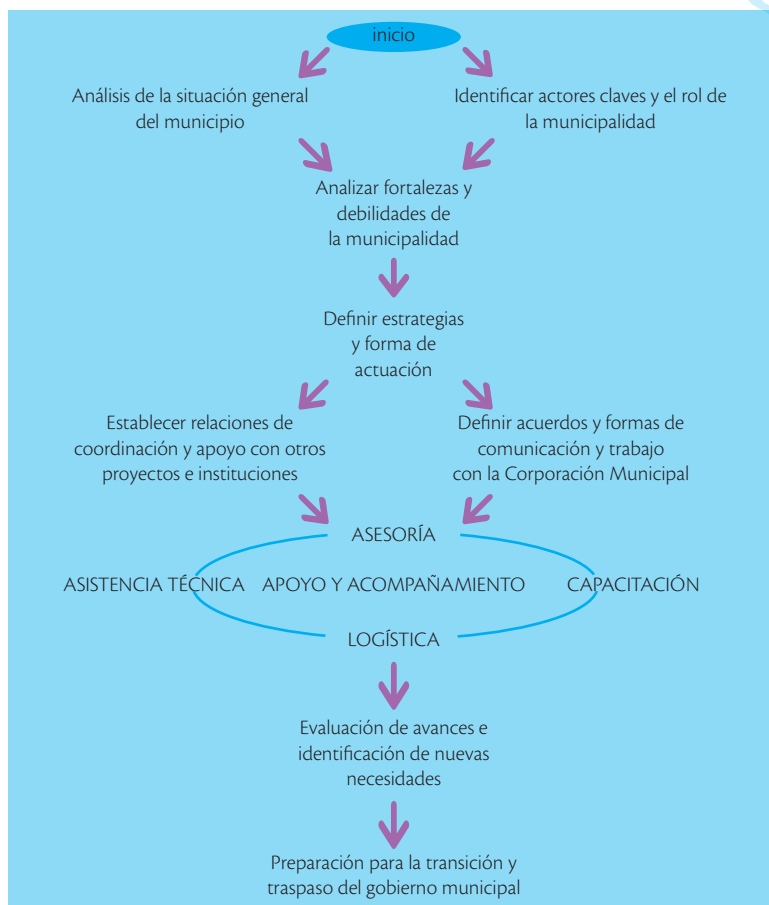 inicio
Análisis de la situación general
del municipio
Identificar actores claves y el rol de
la municipalidad
Analizar fortalezas y
debilidades de
la municipalidad
Definir estrategias
y forma de
actuación
Establecer relaciones de
coordinación y apoyo con otros
proyectos e instituciones
Definir acuerdos y formas de
comunicación y trabajo
con la Corporación Municipal
ASESORÍA
ASISTENCIA TÉCNICA
APOYO Y ACOMPAÑAMIENTO
CAPACITACIÓN
LOGÍSTICA
Evaluación de avances e
identificación de nuevas
necesidades
Preparación para la transición y
traspaso del gobierno municipal